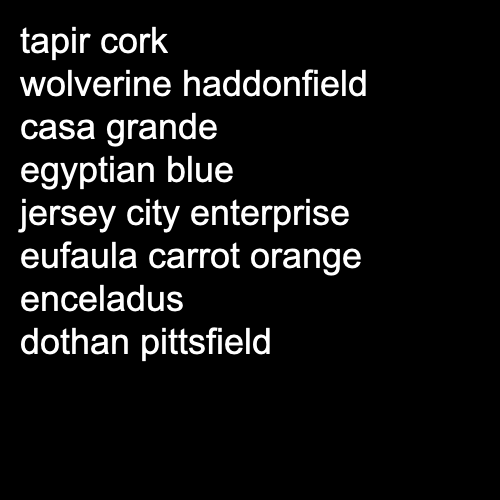 tapir cork
wolverine haddonfield
casa grande
egyptian blue
jersey city enterprise
eufaula carrot orange
enceladus
dothan pittsfield